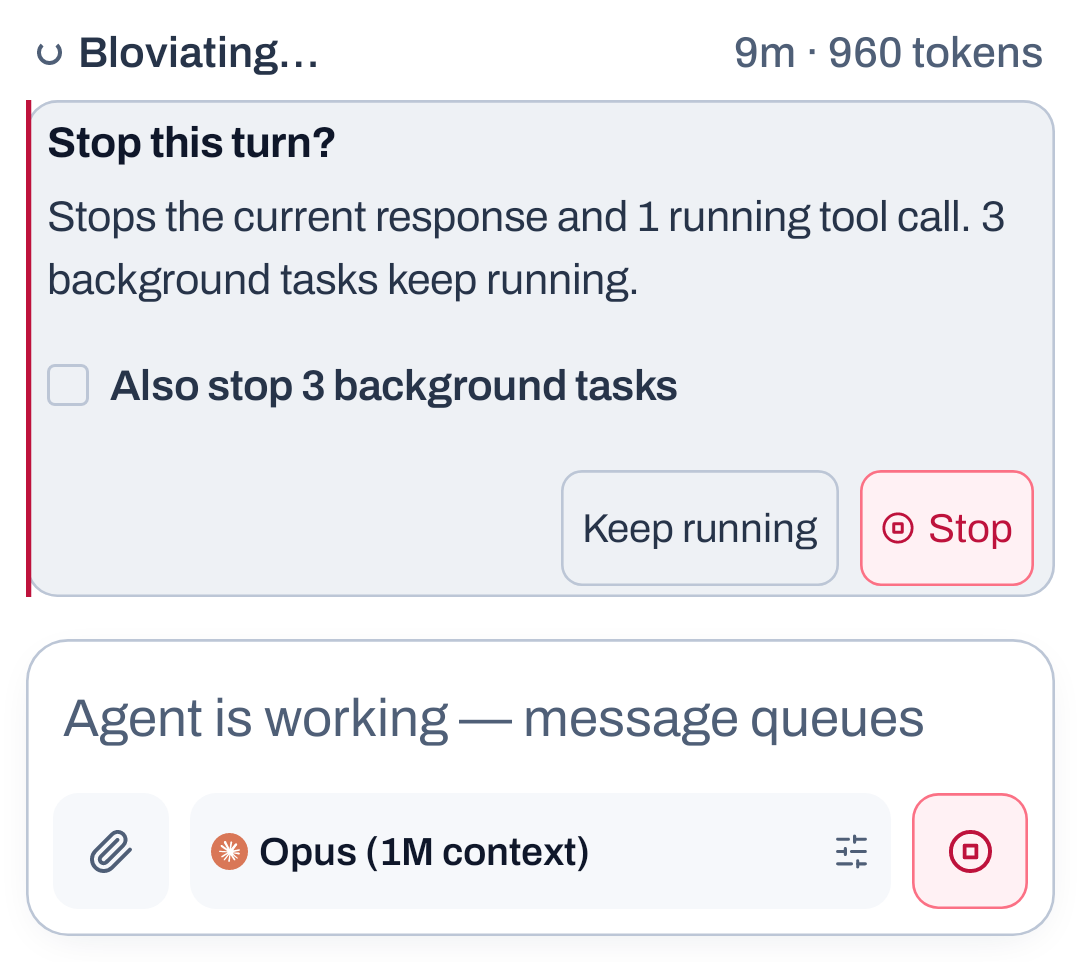 Bloviating...
9m · 960 tokens
Stop this turn?
Stops the current response and 1 running tool call. 3
background tasks keep running.
Also stop 3 background tasks
Keep running
Stop
Agent is working — message queues
Opus (1M context)